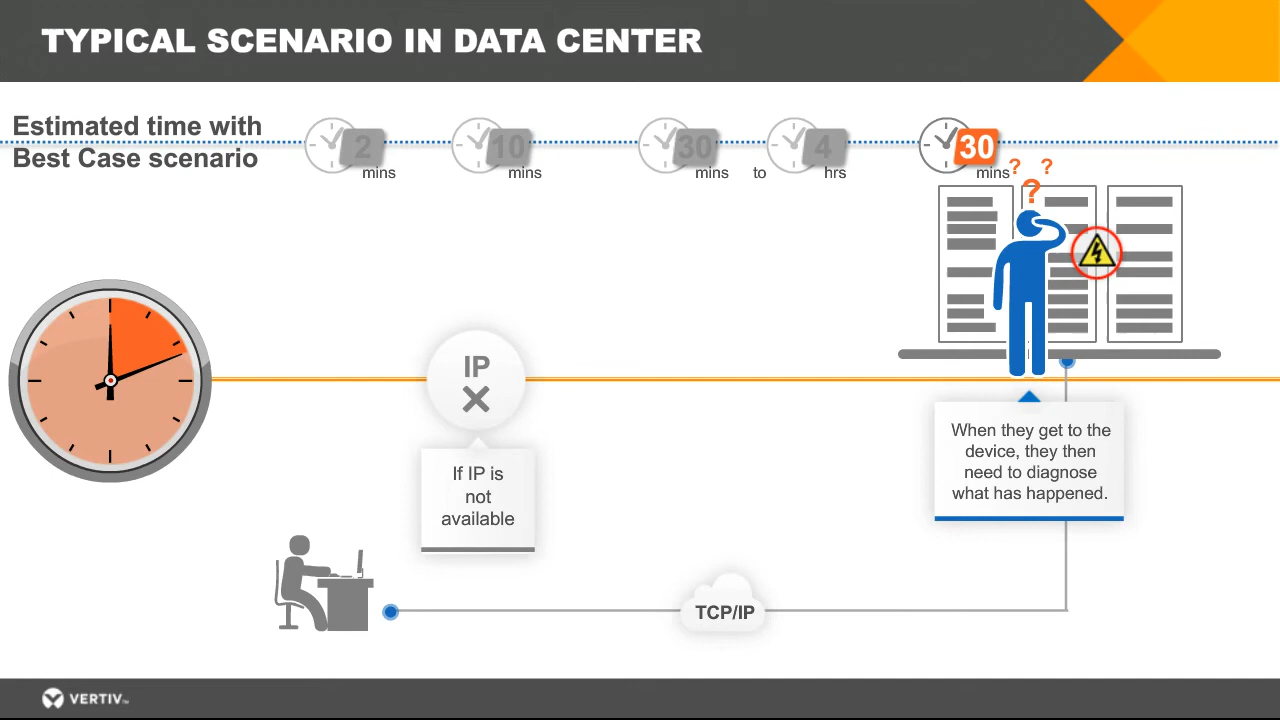 TYPICAL SCENARIO IN DATA CENTER
Estimated time with
Best Case scenario
2
mins
10
mins
30
mins
to
4
hrs
30
mins
? ?
?
IP
If IP is
not
available
When they get to the
device, they then
need to diagnose
what has happened.
TCP/IP
VERTIV™